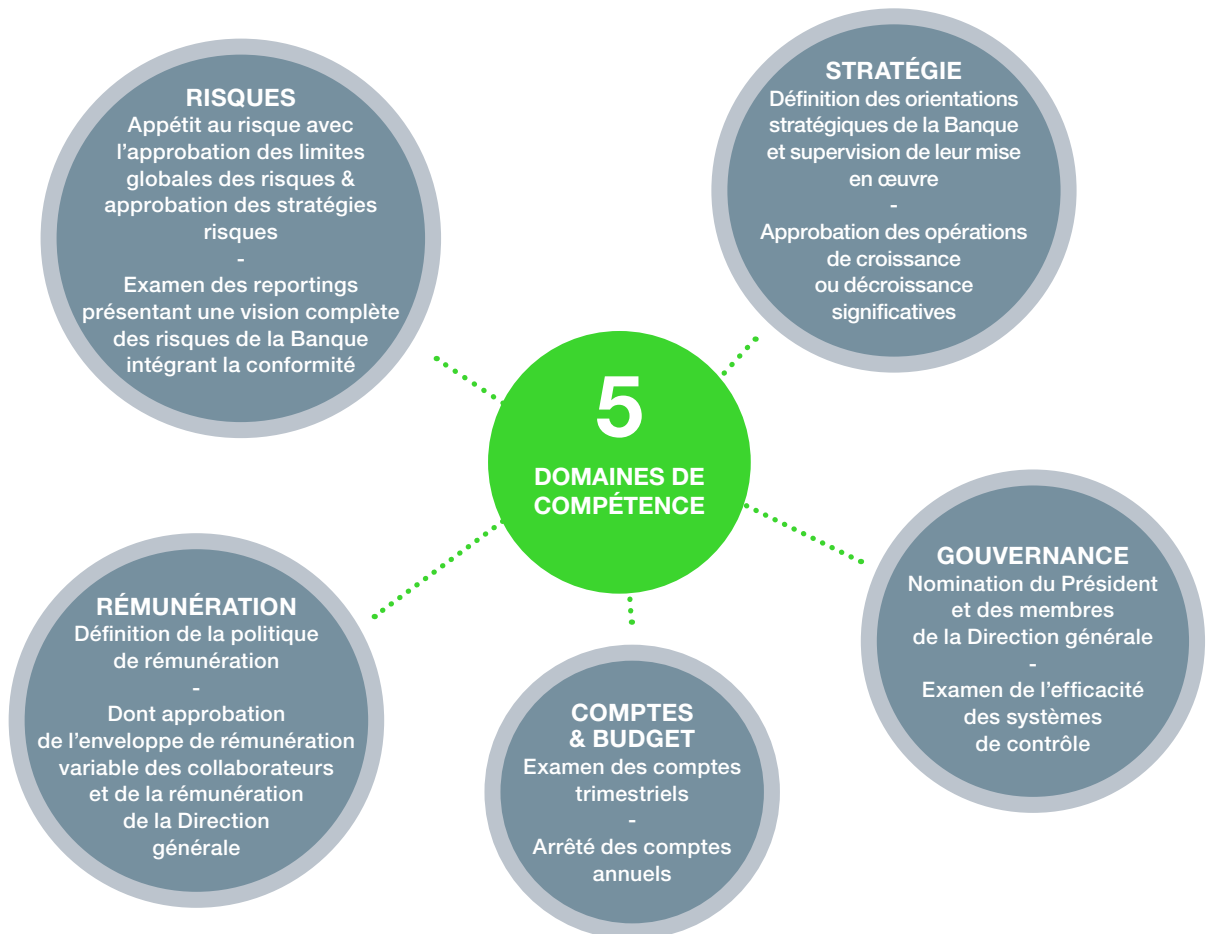 RISQUES
Appétit au risque avec
l'approbation des limites
globales des risques &
approbation des stratégies
risques
-
Examen des reportings
présentant une vision complète
des risques de la Banque
intégrant la conformité
STRATÉGIE
Définition des orientations
stratégiques de la Banque
et supervision de leur mise
en œuvre
-
Approbation des opérations
de croissance
ou décroissance
significatives
5
DOMAINES DE
COMPÉTENCE
GOUVERNANCE
Nomination du Président
et des membres
de la Direction générale
-
Examen de l'efficacité
des systèmes
de contrôle
RÉMUNÉRATION
Définition de la politique
de rémunération
-
Dont approbation
de l'enveloppe de rémunération
variable des collaborateurs
et de la rémunération
de la Direction
générale
COMPTES
& BUDGET
Examen des comptes
trimestriels
-
Arrêté des comptes
annuels